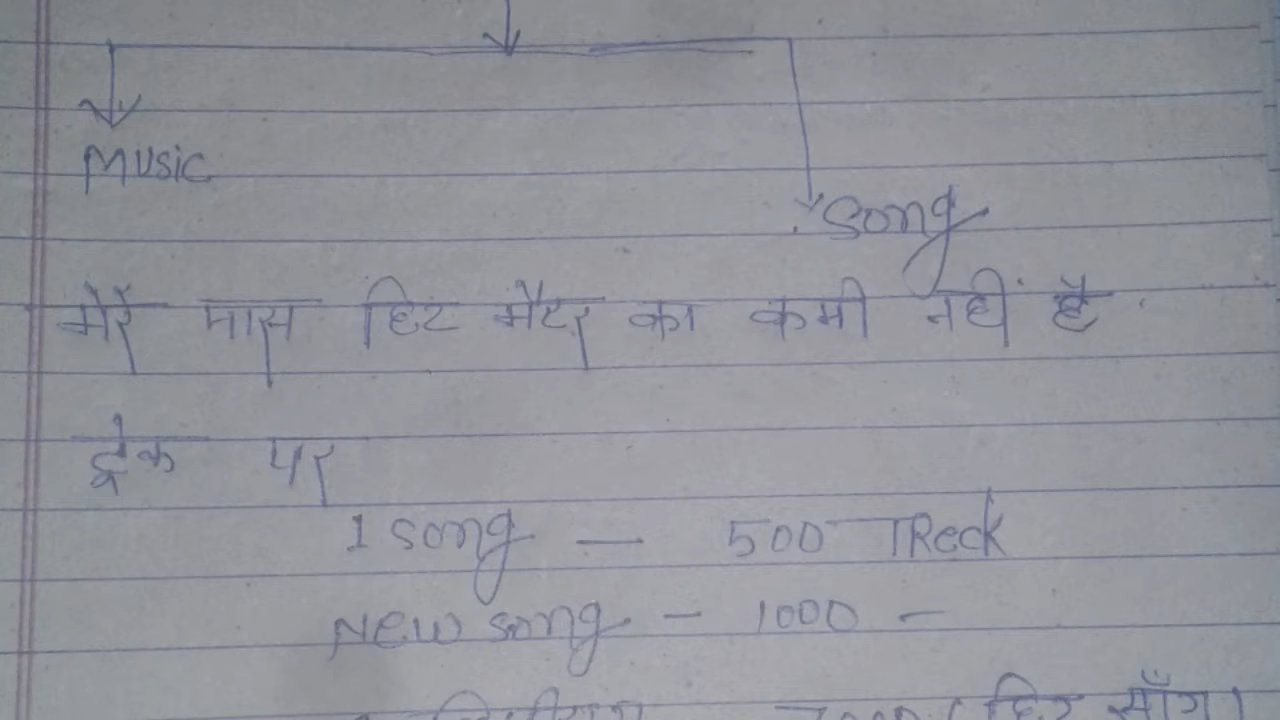 Music
Song
मेरे पास हिट मैटर का कमी नहीं है
ट्रेक पर
1 song — 500 TReck
New song - 1000 -
हिट साँग।